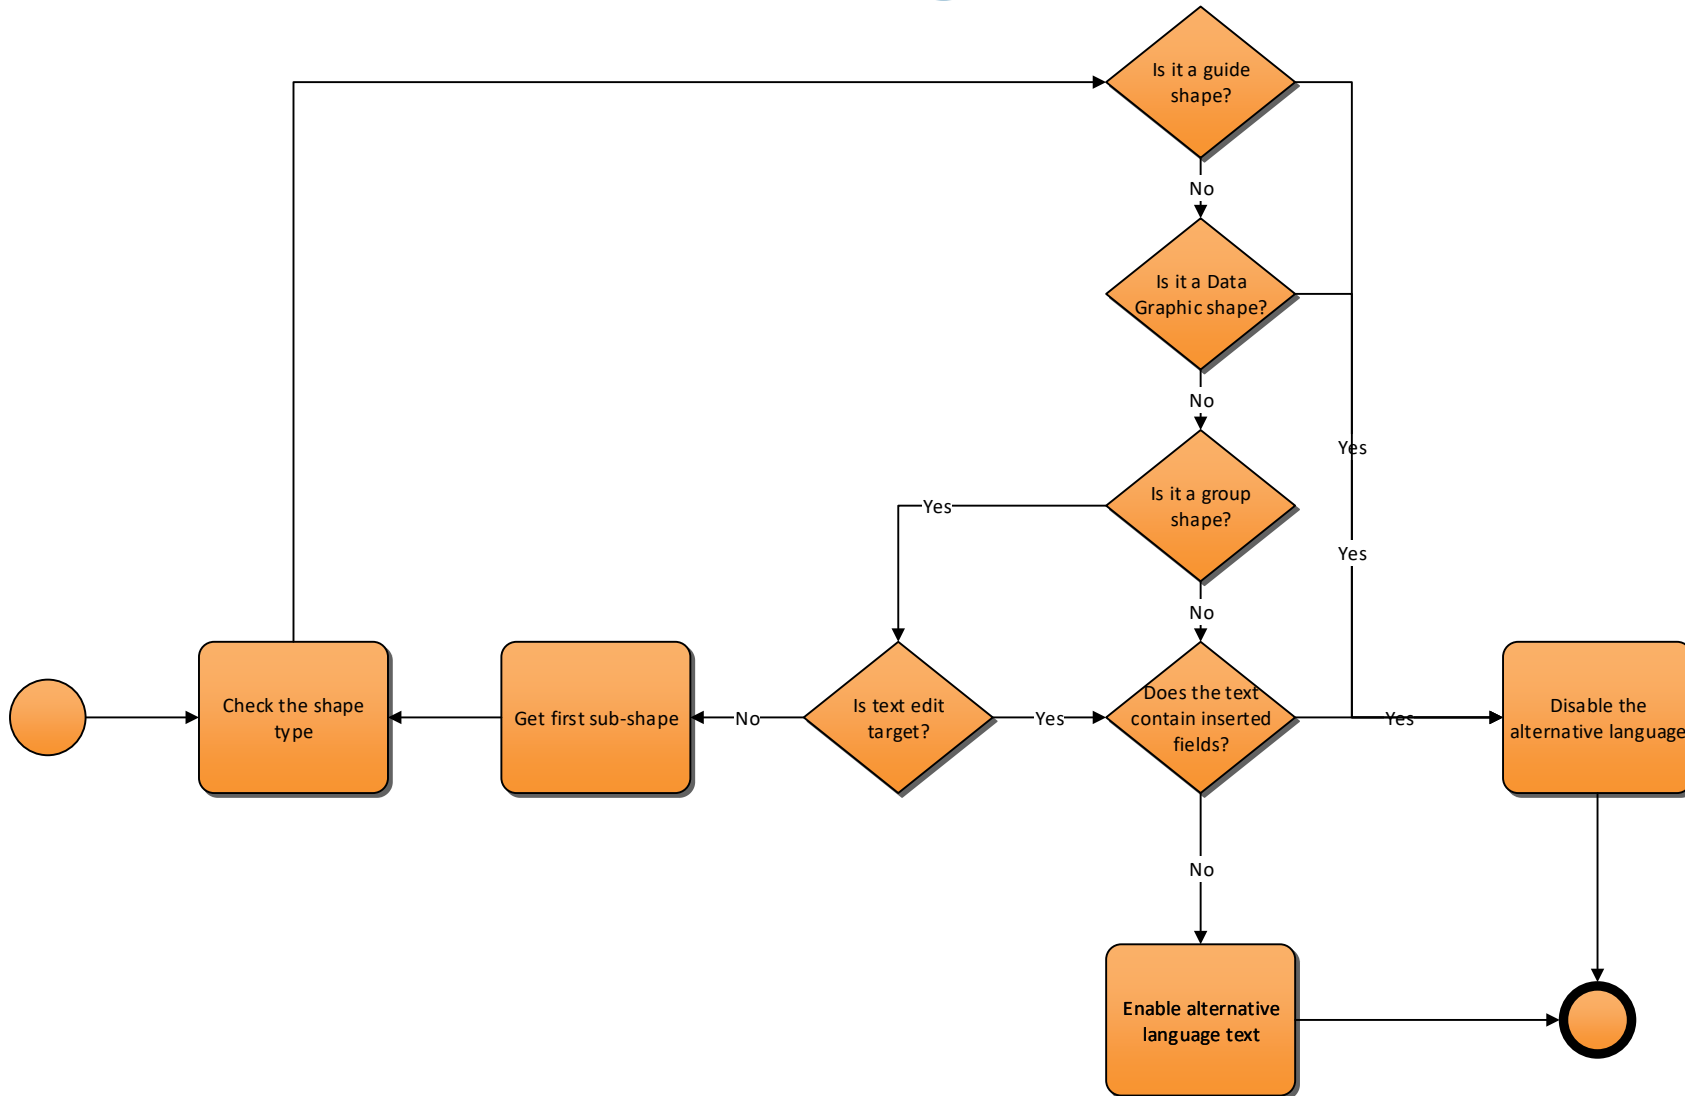 Is it a guide
shape?
No
Is it a Data
Graphic shape?
No
Yes
Is it a group
shape?
Yes
Yes
No
Check the shape
type
Get first sub-shape
No
Is text edit
target?
Yes
Does the text
contain inserted
fields?
Yes
Disable the
alternative language
No
Enable alternative
language text